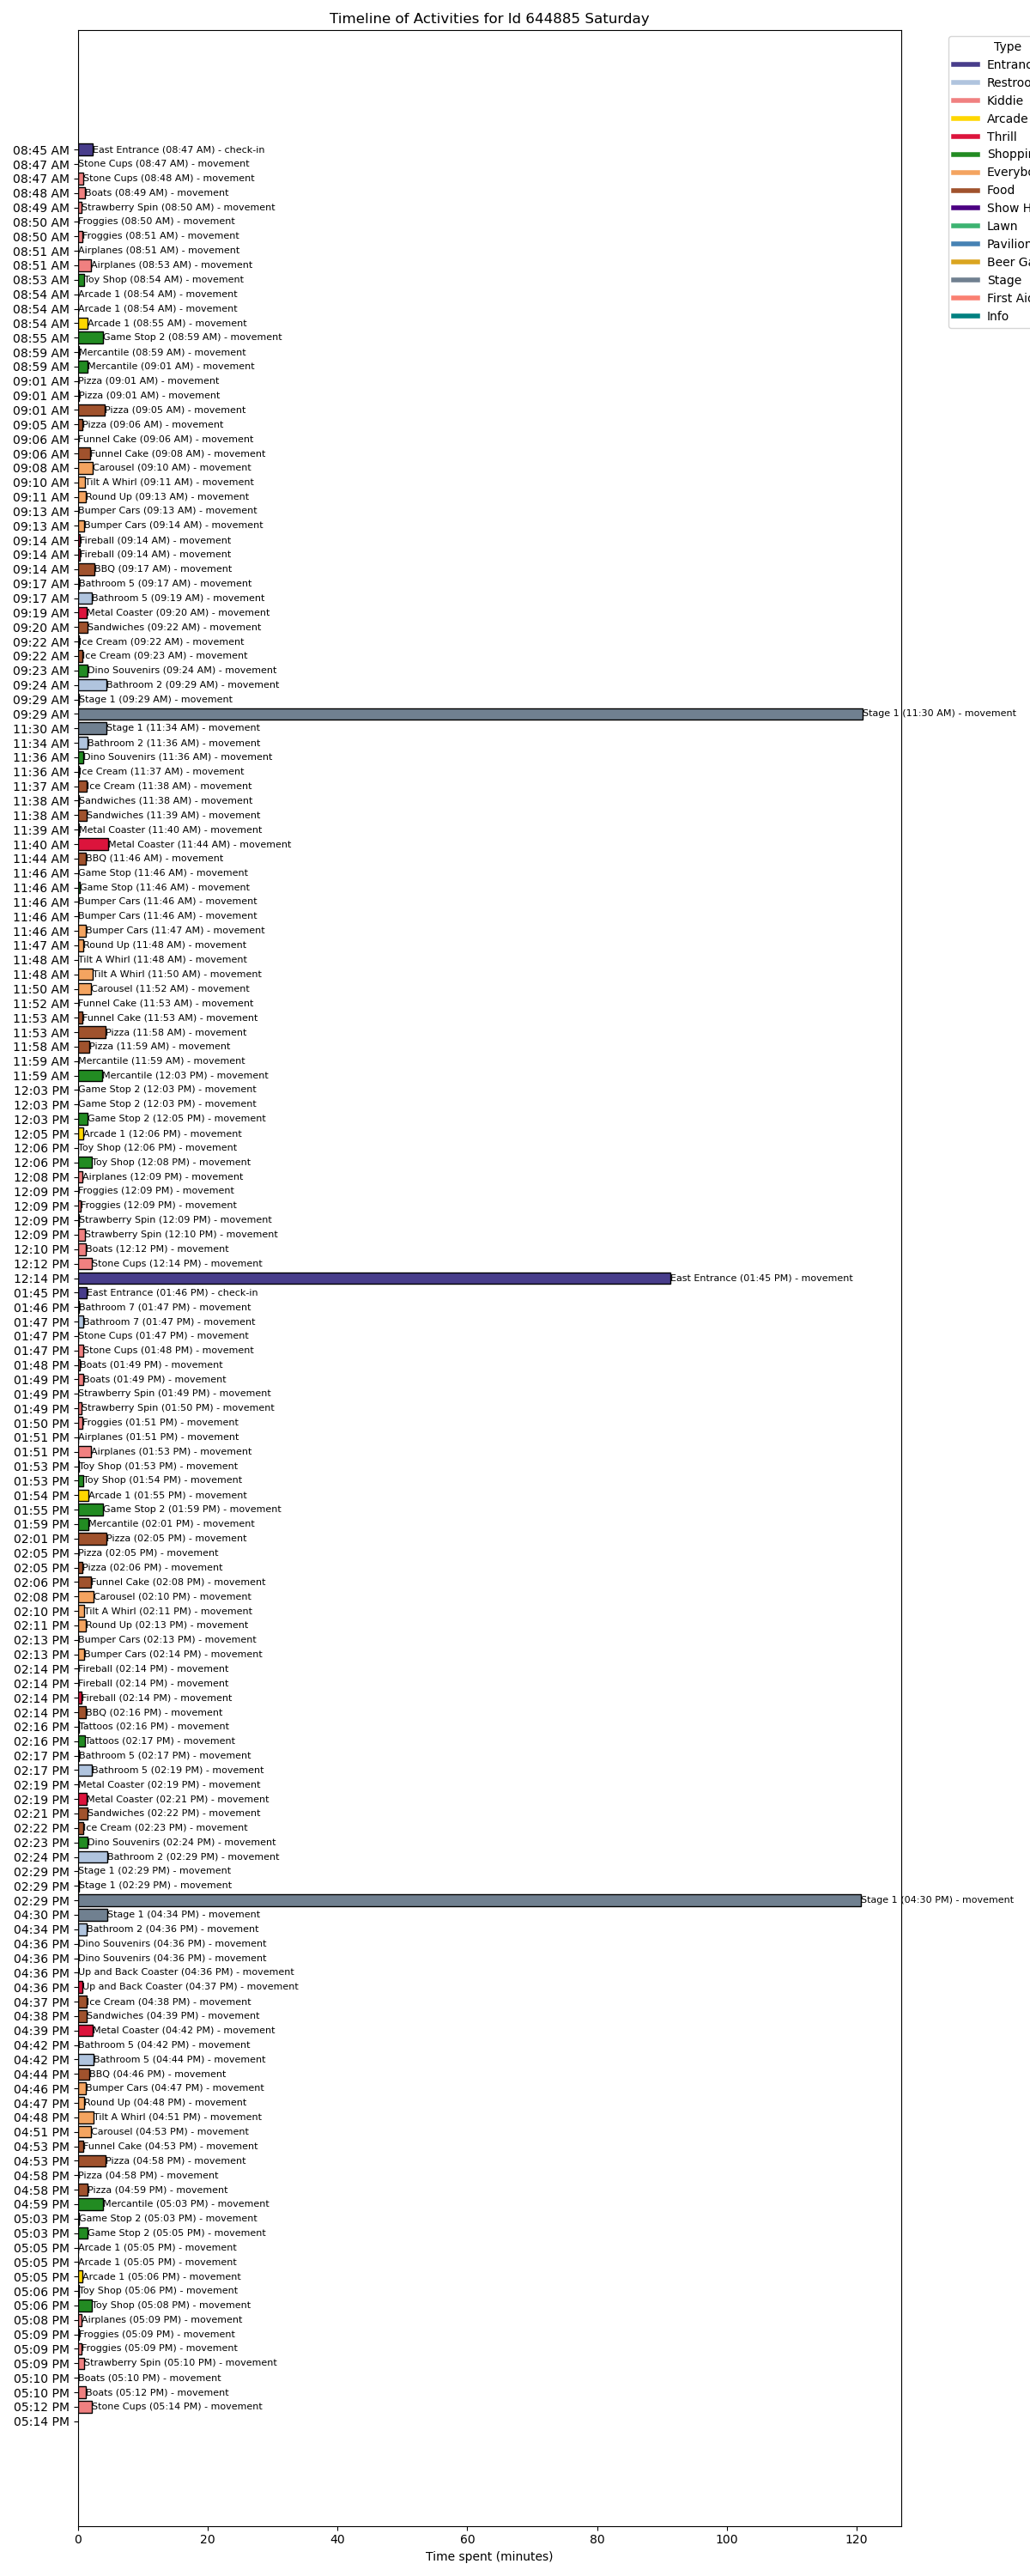 Timeline of Activities for Id 644885 Saturday
Type
Entranc
Restroo
Kiddie
Arcade
Thrill
Shoppin
Everybo
Food
Show H
Lawn
Pavilion
Beer Ga
Stage
First Aid
Info
08:45 AM East Entrance (08:47 AM) - check-in
08:47 AM Stone Cups (08:47 AM) - movement
08:47 AM Stone Cups (08:48 AM) - movement
08:48 AM Boats (08:49 AM) - movement
08:49 AM Strawberry Spin (08:50 AM) - movement
08:50 AM Froggies (08:50 AM) - movement
08:50 AM Froggies (08:51 AM) - movement
08:51 AM Airplanes (08:51 AM) - movement
08:51 AM Airplanes (08:53 AM) - movement
08:53 AM Toy Shop (08:54 AM) - movement
08:54 AM Arcade 1 (08:54 AM) - movement
08:54 AM Arcade 1 (08:54 AM) - movement
08:54 AM Arcade 1 (08:55 AM) - movement
08:55 AM Game Stop 2 (08:59 AM) - movement
08:59 AM Mercantile (08:59 AM) - movement
08:59 AM Mercantile (09:01 AM) - movement
09:01 AM Pizza (09:01 AM) - movement
09:01 AM Pizza (09:01 AM) - movement
09:01 AM Pizza (09:05 AM) - movement
09:05 AM Pizza (09:06 AM) - movement
09:06 AM Funnel Cake (09:06 AM) - movement
09:06 AM Funnel Cake (09:08 AM) - movement
09:08 AM Carousel (09:10 AM) - movement
09:10 AM Tilt A Whirl (09:11 AM) - movement
09:11 AM Round Up (09:13 AM) - movement
09:13 AM Bumper Cars (09:13 AM) - movement
09:13 AM Bumper Cars (09:14 AM) - movement
09:14 AM Fireball (09:14 AM) - movement
09:14 AM Fireball (09:14 AM) - movement
09:14 AM BBQ (09:17 AM) - movement
09:17 AM Bathroom 5 (09:17 AM) - movement
09:17 AM Bathroom 5 (09:19 AM) - movement
09:19 AM Metal Coaster (09:20 AM) - movement
09:20 AM Sandwiches (09:22 AM) - movement
09:22 AM Ice Cream (09:22 AM) - movement
09:22 AM Ice Cream (09:23 AM) - movement
09:23 AM Dino Souvenirs (09:24 AM) - movement
09:24 AM Bathroom 2 (09:29 AM) - movement
09:29 AM Stage 1 (09:29 AM) - movement
09:29 AM Stage 1 (11:30 AM) - movement
11:30 AM Stage 1 (11:34 AM) - movement
11:34 AM Bathroom 2 (11:36 AM) - movement
11:36 AM Dino Souvenirs (11:36 AM) - movement
11:36 AM Ice Cream (11:37 AM) - movement
11:37 AM Ice Cream (11:38 AM) - movement
11:38 AM Sandwiches (11:38 AM) - movement
11:38 AM Sandwiches (11:39 AM) - movement
11:39 AM Metal Coaster (11:40 AM) - movement
11:40 AM Metal Coaster (11:44 AM) - movement
11:44 AM BBQ (11:46 AM) - movement
11:46 AM Game Stop (11:46 AM) - movement
11:46 AM Game Stop (11:46 AM) - movement
11:46 AM Bumper Cars (11:46 AM) - movement
11:46 AM Bumper Cars (11:46 AM) - movement
11:46 AM Bumper Cars (11:47 AM) - movement
11:47 AM Round Up (11:48 AM) - movement
11:48 AM Tilt A Whirl (11:48 AM) - movement
11:48 AM Tilt A Whirl (11:50 AM) - movement
11:50 AM Carousel (11:52 AM) - movement
11:52 AM Funnel Cake (11:53 AM) - movement
11:53 AM Funnel Cake (11:53 AM) - movement
11:53 AM Pizza (11:58 AM) - movement
11:58 AM Pizza (11:59 AM) - movement
11:59 AM Mercantile (11:59 AM) - movement
11:59 AM Mercantile (12:03 PM) - movement
12:03 PM Game Stop 2 (12:03 PM) - movement
12:03 PM Game Stop 2 (12:03 PM) - movement
12:03 PM Game Stop 2 (12:05 PM) - movement
12:05 PM Arcade 1 (12:06 PM) - movement
12:06 PM Toy Shop (12:06 PM) - movement
12:06 PM Toy Shop (12:08 PM) - movement
12:08 PM Airplanes (12:09 PM) - movement
12:09 PM Froggies (12:09 PM) - movement
12:09 PM Froggies (12:09 PM) - movement
12:09 PM Strawberry Spin (12:09 PM) - movement
12:09 PM Strawberry Spin (12:10 PM) - movement
12:10 PM Boats (12:12 PM) - movement
12:12 PM Stone Cups (12:14 PM) - movement
12:14 PM East Entrance (01:45 PM) - movement
01:45 PM East Entrance (01:46 PM) - check-in
01:46 PM Bathroom 7 (01:47 PM) - movement
01:47 PM Bathroom 7 (01:47 PM) - movement
01:47 PM Stone Cups (01:47 PM) - movement
01:47 PM Stone Cups (01:48 PM) - movement
01:48 PM Boats (01:49 PM) - movement
01:49 PM Boats (01:49 PM) - movement
01:49 PM Strawberry Spin (01:49 PM) - movement
01:49 PM Strawberry Spin (01:50 PM) - movement
01:50 PM Froggies (01:51 PM) - movement
01:51 PM Airplanes (01:51 PM) - movement
01:51 PM Airplanes (01:53 PM) - movement
01:53 PM Toy Shop (01:53 PM) - movement
01:53 PM Toy Shop (01:54 PM) - movement
01:54 PM Arcade 1 (01:55 PM) - movement
01:55 PM Game Stop 2 (01:59 PM) - movement
01:59 PM Mercantile (02:01 PM) - movement
02:01 PM Pizza (02:05 PM) - movement
02:05 PM Pizza (02:05 PM) - movement
02:05 PM Pizza (02:06 PM) - movement
02:06 PM Funnel Cake (02:08 PM) - movement
02:08 PM Carousel (02:10 PM) - movement
02:10 PM Tilt A Whirl (02:11 PM) - movement
02:11 PM Round Up (02:13 PM) - movement
02:13 PM Bumper Cars (02:13 PM) - movement
02:13 PM Bumper Cars (02:14 PM) - movement
02:14 PM Fireball (02:14 PM) - movement
02:14 PM Fireball (02:14 PM) - movement
02:14 PM Fireball (02:14 PM) - movement
02:14 PM BBQ (02:16 PM) - movement
02:16 PM Tattoos (02:16 PM) - movement
02:16 PM Tattoos (02:17 PM) - movement
02:17 PM Bathroom 5 (02:17 PM) - movement
02:17 PM Bathroom 5 (02:19 PM) - movement
02:19 PM Metal Coaster (02:19 PM) - movement
02:19 PM Metal Coaster (02:21 PM) - movement
02:21 PM Sandwiches (02:22 PM) - movement
02:22 PM Ice Cream (02:23 PM) - movement
02:23 PM Dino Souvenirs (02:24 PM) - movement
02:24 PM Bathroom 2 (02:29 PM) - movement
02:29 PM Stage 1 (02:29 PM) - movement
02:29 PM Stage 1 (02:29 PM) - movement
02:29 PM Stage 1 (04:30 PM) - movement
04:30 PM Stage 1 (04:34 PM) - movement
04:34 PM Bathroom 2 (04:36 PM) - movement
04:36 PM Dino Souvenirs (04:36 PM) - movement
04:36 PM Dino Souvenirs (04:36 PM) - movement
04:36 PM Up and Back Coaster (04:36 PM) - movement
04:36 PM Up and Back Coaster (04:37 PM) - movement
04:37 PM Ice Cream (04:38 PM) - movement
04:38 PM Sandwiches (04:39 PM) - movement
04:39 PM Metal Coaster (04:42 PM) - movement
04:42 PM Bathroom 5 (04:42 PM) - movement
04:42 PM Bathroom 5 (04:44 PM) - movement
04:44 PM BBQ (04:46 PM) - movement
04:46 PM Bumper Cars (04:47 PM) - movement
04:47 PM Round Up (04:48 PM) - movement
04:48 PM Tilt A Whirl (04:51 PM) - movement
04:51 PM Carousel (04:53 PM) - movement
04:53 PM Funnel Cake (04:53 PM) - movement
04:53 PM Pizza (04:58 PM) - movement
04:58 PM Pizza (04:58 PM) - movement
04:58 PM Pizza (04:59 PM) - movement
04:59 PM Mercantile (05:03 PM) - movement
05:03 PM Game Stop 2 (05:03 PM) - movement
05:03 PM Game Stop 2 (05:05 PM) - movement
05:05 PM Arcade 1 (05:05 PM) - movement
05:05 PM Arcade 1 (05:05 PM) - movement
05:05 PM Arcade 1 (05:06 PM) - movement
05:06 PM Toy Shop (05:06 PM) - movement
05:06 PM Toy Shop (05:08 PM) - movement
05:08 PM Airplanes (05:09 PM) - movement
05:09 PM Froggies (05:09 PM) - movement
05:09 PM Froggies (05:09 PM) - movement
05:09 PM Strawberry Spin (05:10 PM) - movement
05:10 PM Boats (05:10 PM) - movement
05:10 PM Boats (05:12 PM) - movement
05:12 PM Stone Cups (05:14 PM) - movement
05:14 PM
0 20 40 60 80 100 120
Time spent (minutes)